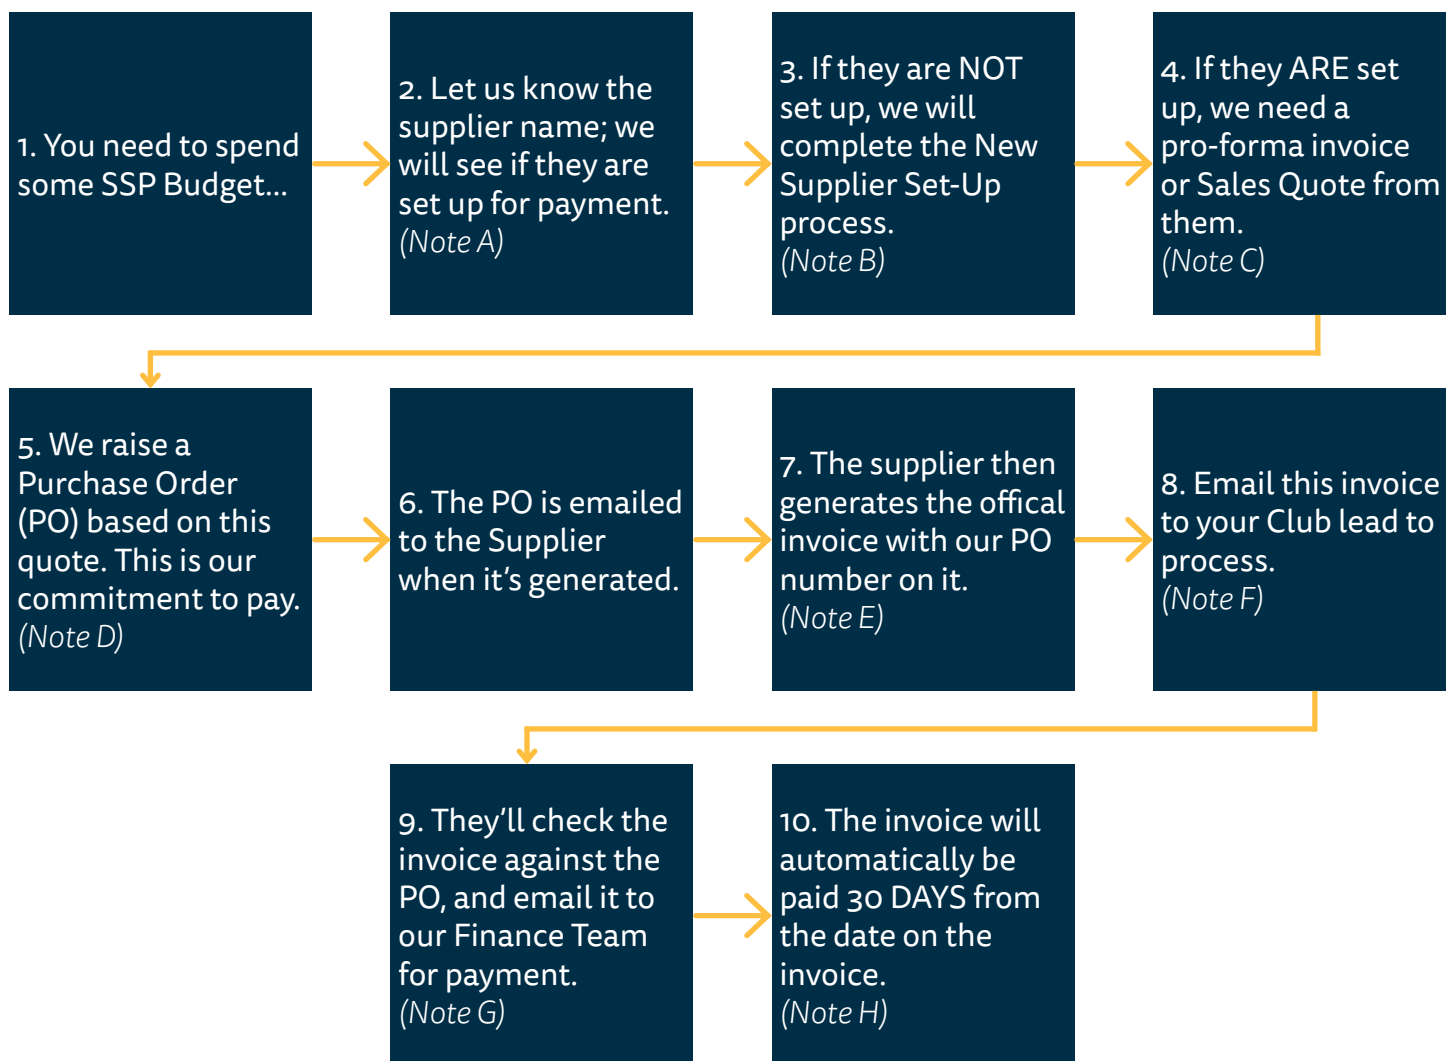 1. You need to spend
some SSP Budget...
2. Let us know the
supplier name; we
will see if they are
set up for payment.
(Note A)
3. If they are NOT
set up, we will
complete the New
Supplier Set-Up
process.
(Note B)
4. If they ARE set
up, we need a
pro-forma invoice
or Sales Quote from
them.
(Note C)
5. We raise a
Purchase Order
(PO) based on this
quote. This is our
commitment to pay.
(Note D)
6. The PO is emailed
to the Supplier
when it's generated.
7. The supplier then
generates the offical
invoice with our PO
number on it.
(Note E)
8. Email this invoice
to your Club lead to
process.
(Note F)
9. They’ll check the
invoice against the
PO, and email it to
our Finance Team
for payment.
(Note G)
10. The invoice will
automatically be
paid 30 DAYS from
the date on the
invoice.
(Note H)